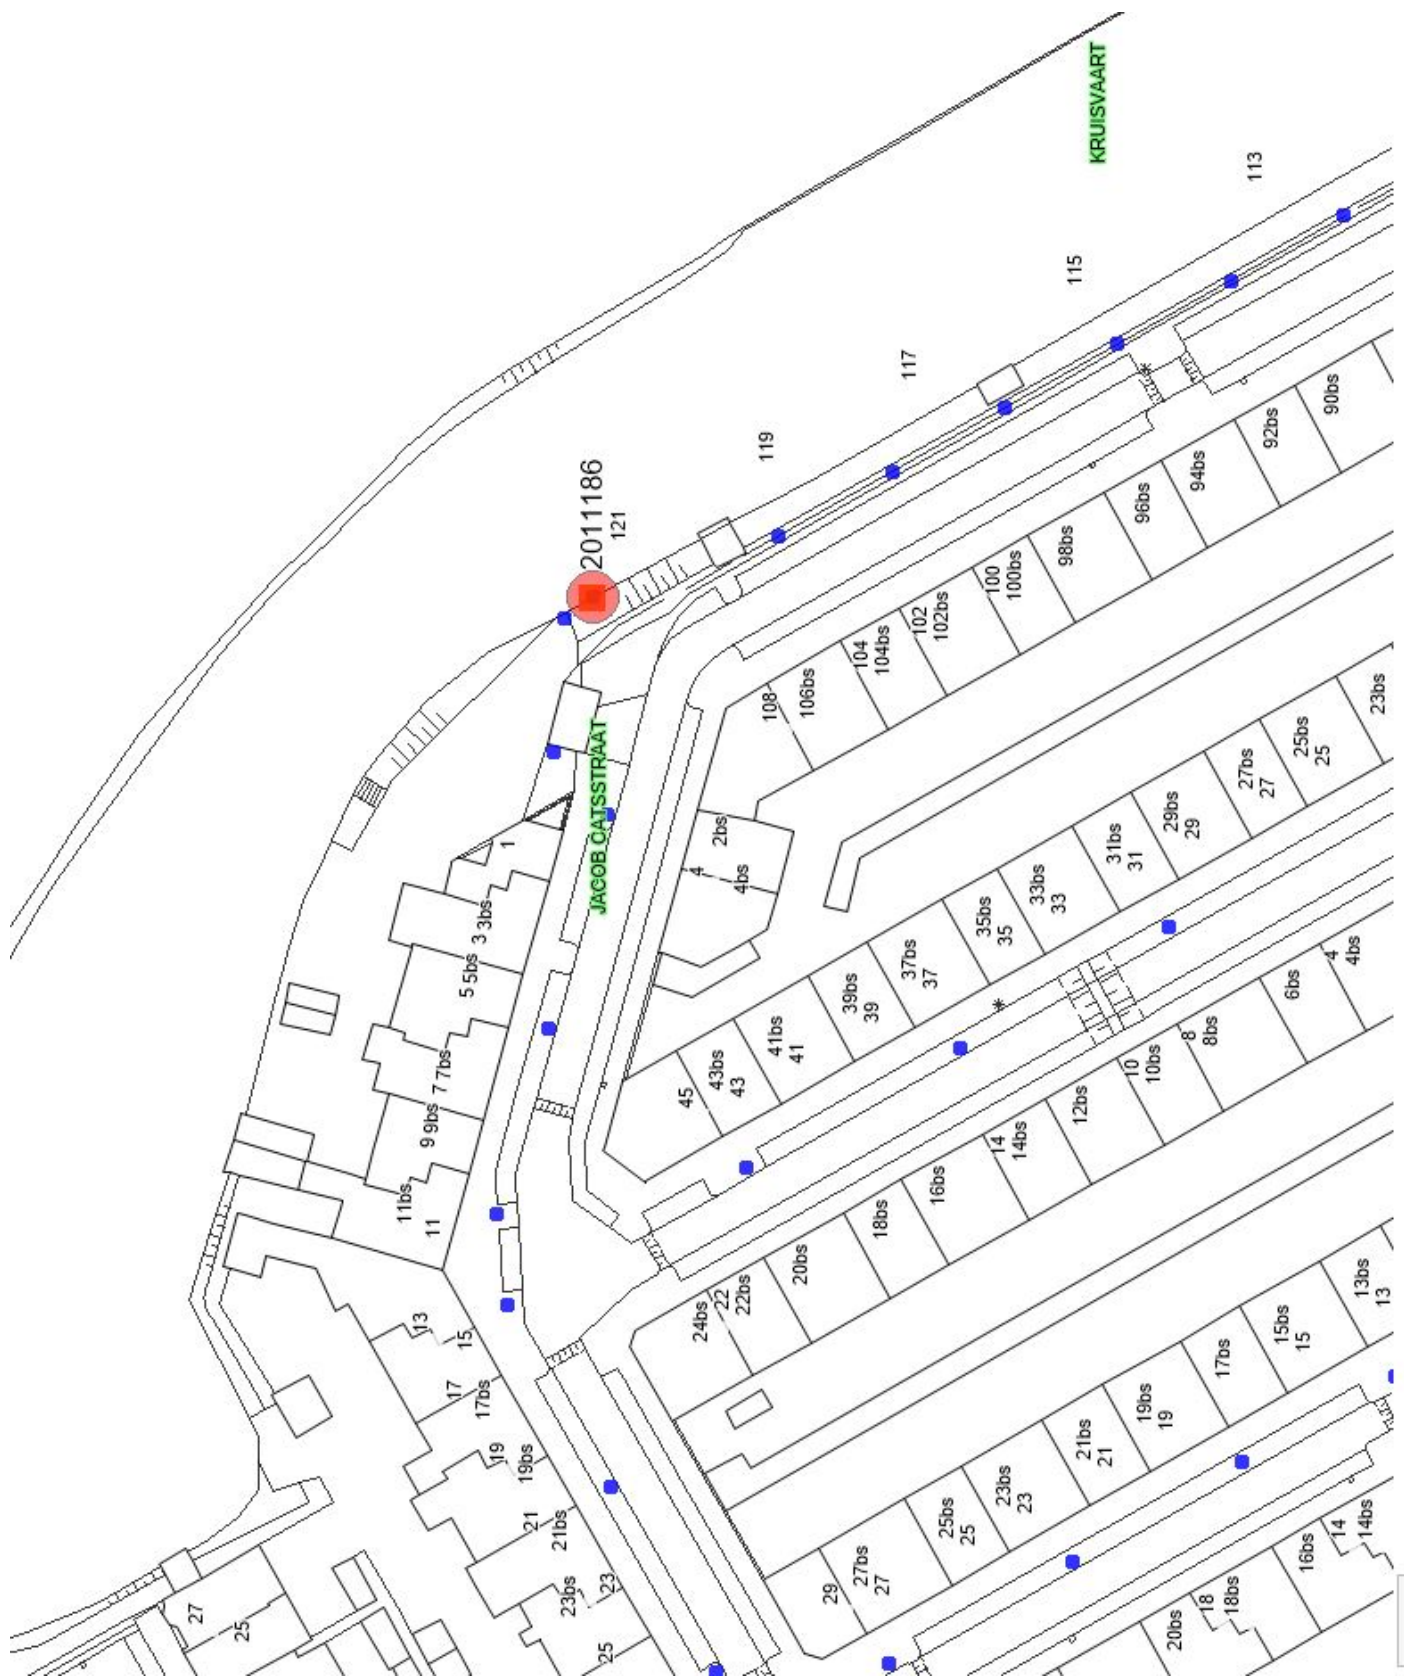 KRUISVAART
113
115
117
119
2011186
121
90bs
92bs
94bs
96bs
98bs
100
100bs
102
102bs
104
104bs
106bs
108
JACOB CATSSTRAAT
1
2bs
4
4bs
3 3bs
5 5bs
7 7bs
9 9bs
11bs
11
23bs
25bs
25
27bs
27
29bs
29
31bs
31
33bs
33
35bs
35
37bs
37
39bs
39
41bs
41
43bs
43
45
4
4bs
6bs
8
8bs
10
10bs
12bs
14
14bs
16bs
18bs
20bs
22
22bs
24bs
13
15
17
17bs
19
19bs
21
21bs
23bs
23
25
27
25
13bs
13
15bs
15
17bs
19bs
19
21bs
21
23bs
23
25bs
25
27bs
27
29
14
14bs
16bs
18
18bs
20bs